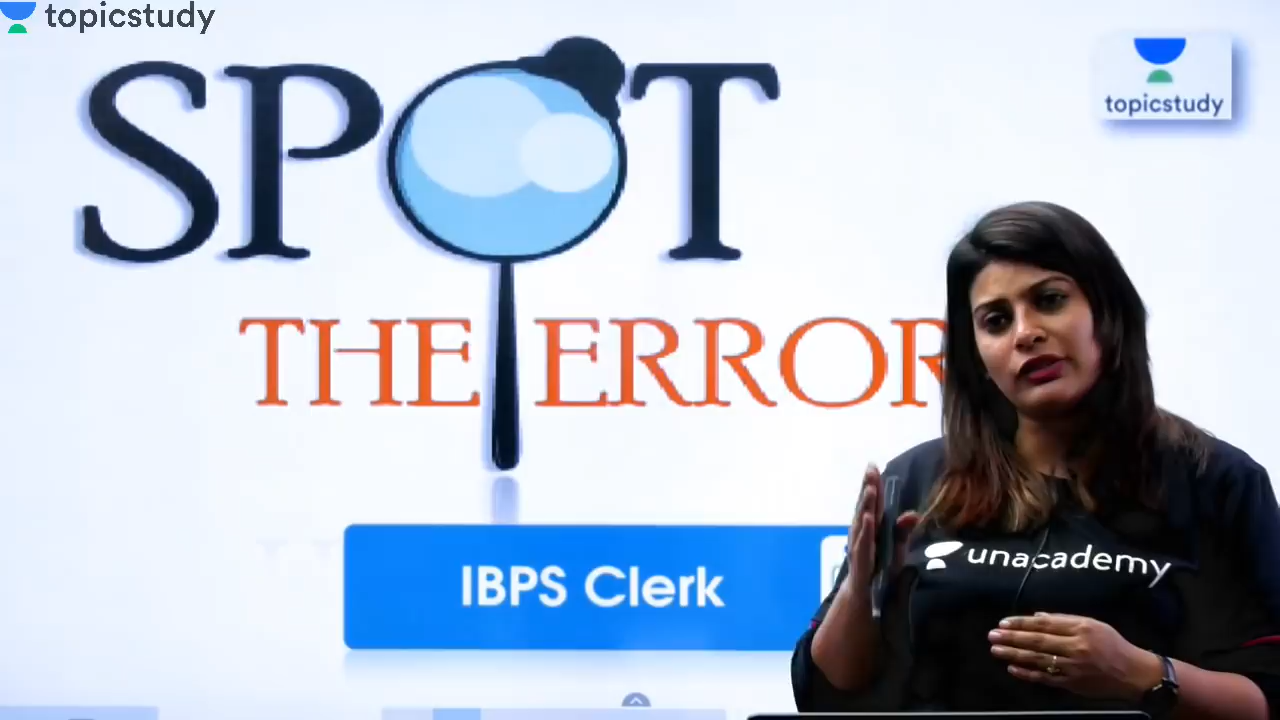 topicstudy
SPOT
topicstudy
THE ERROR
IBPS Clerk
unacademy